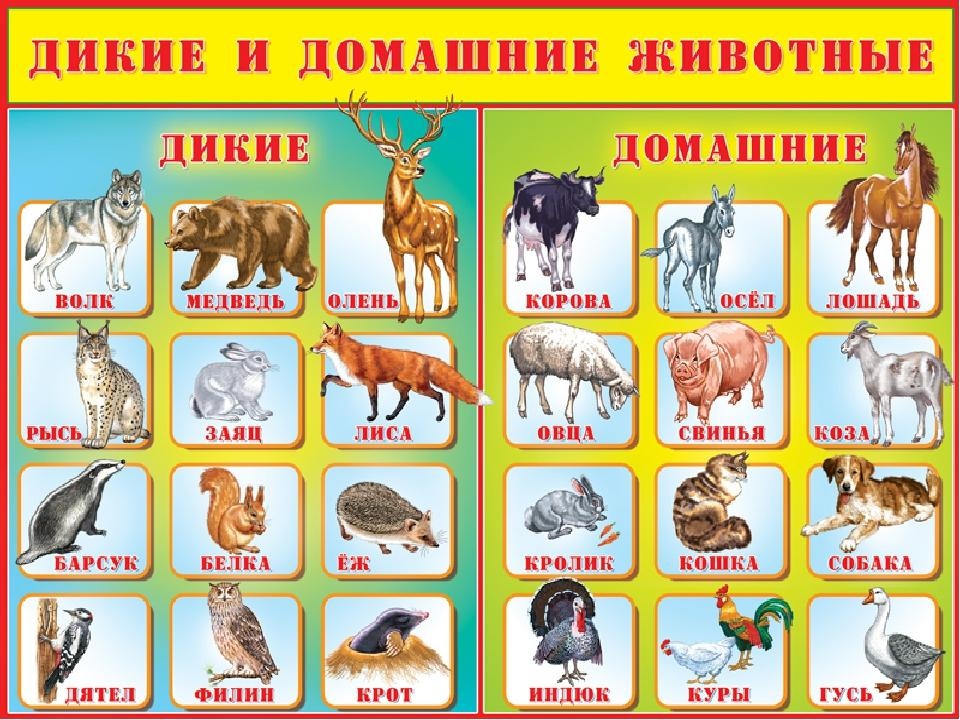 ДИКИЕ И ДОМАШНИЕ ЖИВОТНЫЕ
ДИКИЕ
ВОЛК
МЕДВЕДЬ
ОЛЕНЬ
РЫСЬ
ЗАЯЦ
ЛИСА
БАРСУК
БЕЛКА
ЁЖ
ДЯТЕЛ
ФИЛИН
КРОТ
ДОМАШНИЕ
КОРОВА
ОСЁЛ
ЛОШАДЬ
ОВЦА
СВИНЬЯ
КОЗА
КРОЛИК
КОШКА
СОБАКА
ИНДЮК
КУРЫ
ГУСЬ